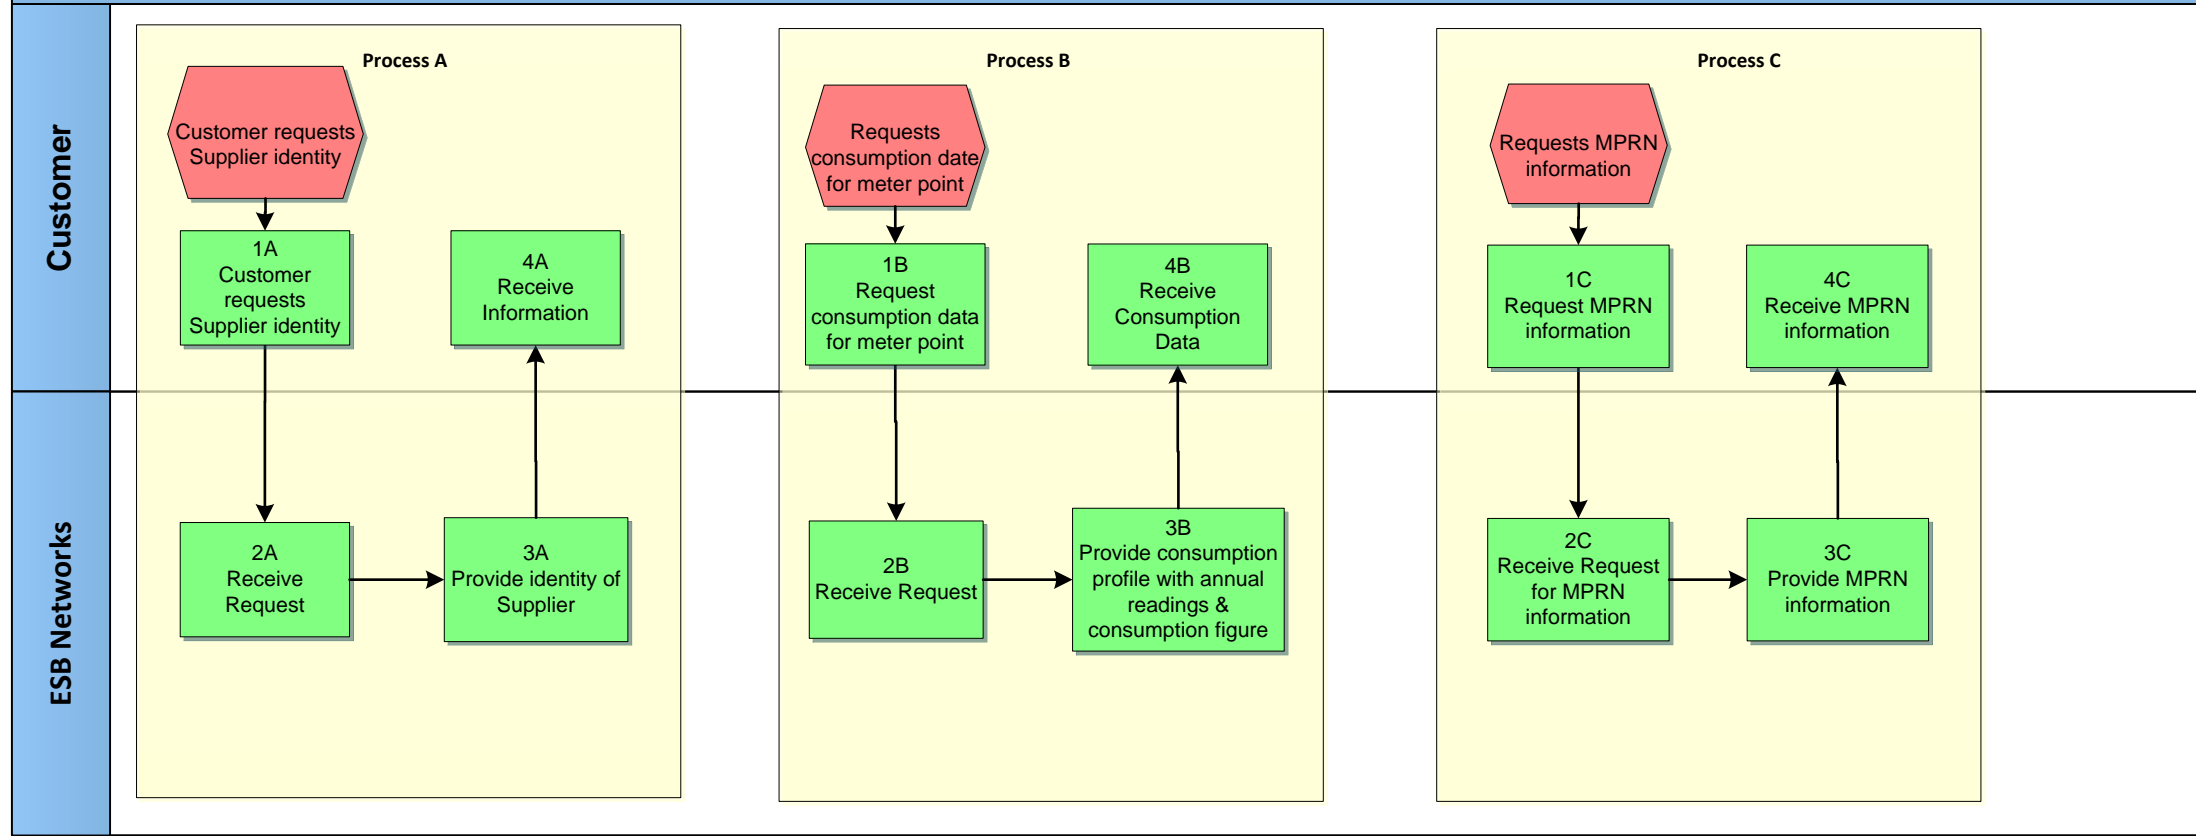 Customer
ESB Networks
Process A
Customer requests
Supplier identity
1A
Customer
requests
Supplier identity
4A
Receive
Information
2A
Receive
Request
3A
Provide identity of
Supplier
Process B
Requests
consumption date
for meter point
1B
Request
consumption data
for meter point
4B
Receive
Consumption
Data
2B
Receive Request
3B
Provide consumption
profile with annual
readings &
consumption figure
Process C
Requests MPRN
information
1C
Request MPRN
information
4C
Receive MPRN
information
2C
Receive Request
for MPRN
information
3C
Provide MPRN
information